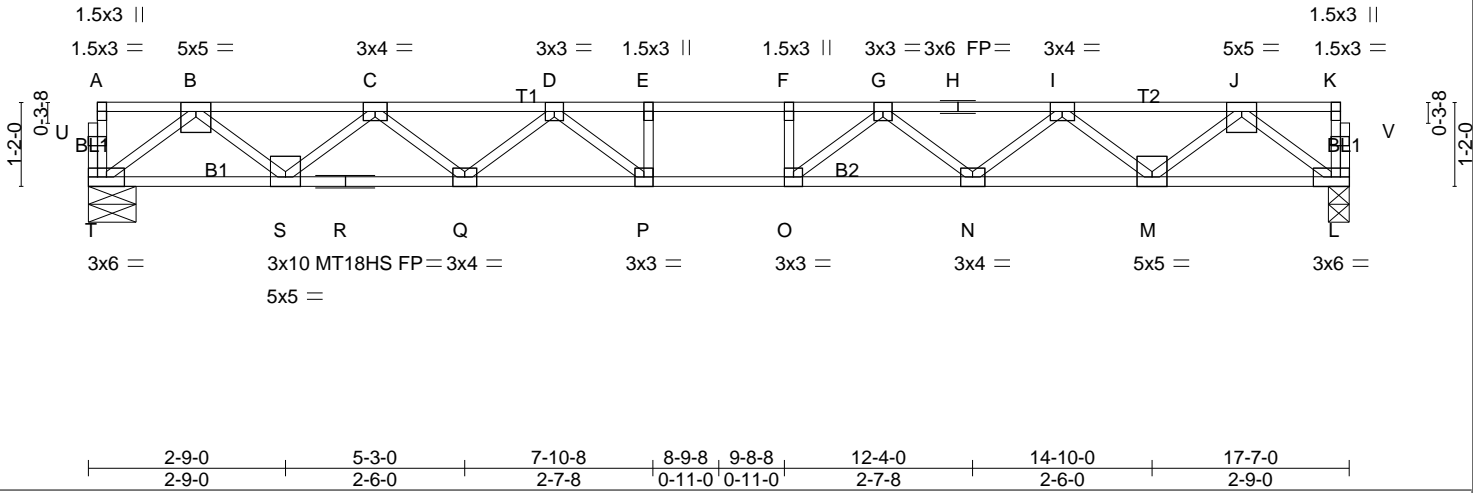 1.5x3 || 1.5x3 ||
1.5x3 = 5x5 = 3x4 = 3x3 = 1.5x3 || 1.5x3 || 3x3 = 3x6 FP = 3x4 = 5x5 = 1.5x3 =
A B C D E F G H I J K
T1 T2
0-3-8 0-3-8
1-2-0 1-2-0
U V
BL1 BL1
B1 B2
T S R Q P O N M L
3x6 = 3x10 MT18HS FP = 3x4 = 3x3 = 3x3 = 3x4 = 5x5 = 3x6 =
5x5 =
2-9-0 5-3-0 7-10-8 8-9-8 9-8-8 12-4-0 14-10-0 17-7-0
2-9-0 2-6-0 2-7-8 0-11-0 0-11-0 2-7-8 2-6-0 2-9-0